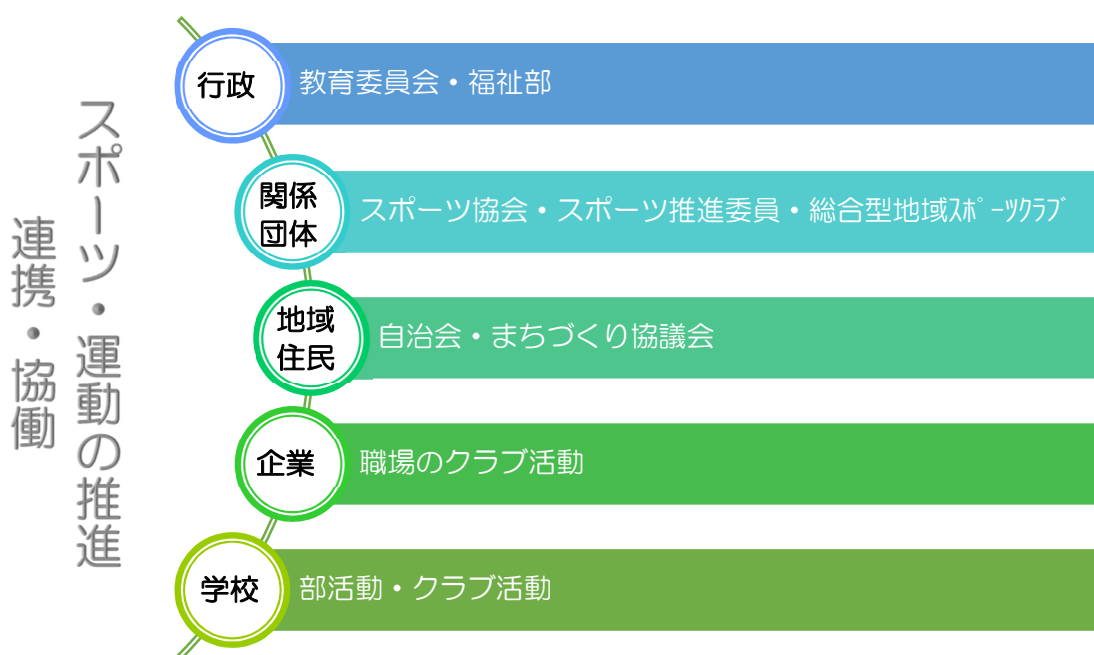 スポーツ・運動の推進
連携・協働
行政
教育委員会・福祉部
関係
団体
スポーツ協会・スポーツ推進委員・総合型地域ｽﾎﾟｰﾂｸﾗﾌﾞ
地域
住民
自治会・まちづくり協議会
企業
職場のクラブ活動
学校
部活動・クラブ活動